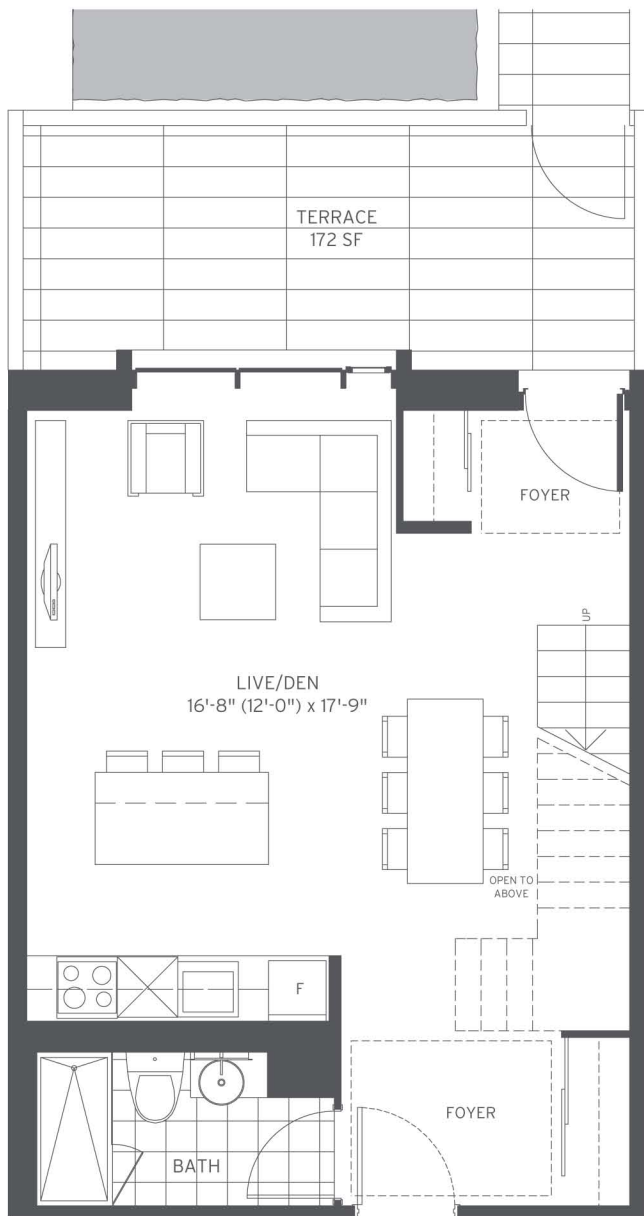 TERRACE
172 SF
FOYER
UP
LIVE/DEN
16'-8" (12'-0") x 17'-9"
OPEN TO
ABOVE
F
FOYER
BATH